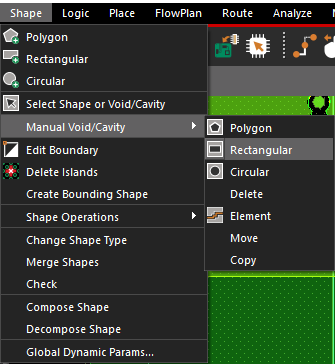 Shape Logic Place FlowPlan Route Analyze
Polygon
Rectangular
Circular
Select Shape or Void/Cavity
Manual Void/Cavity
Polygon
Rectangular
Circular
Delete
Element
Move
Copy
Edit Boundary
Delete Islands
Create Bounding Shape
Shape Operations
Change Shape Type
Merge Shapes
Check
Compose Shape
Decompose Shape
Global Dynamic Params...